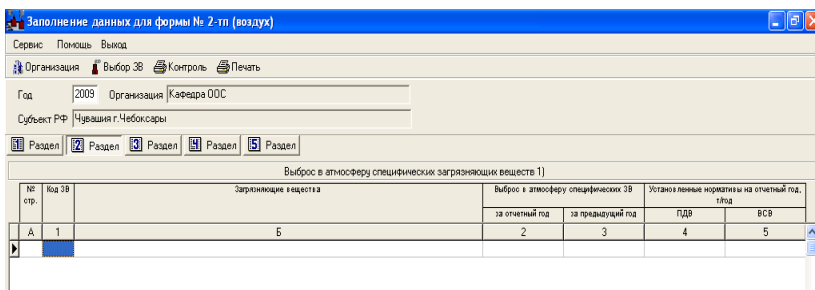 Заполнение данных для формы № 2-тп (воздух)
Сервис Помощь Выход
Организация Выбор ЗВ Контроль Печать
Год 2009 Организация Кафедра ООС
Субъект РФ Чувашия г.Чебоксары
1 Раздел 2 Раздел 3 Раздел 4 Раздел 5 Раздел
Выброс в атмосферу специфических загрязняющих веществ 1)
№ стр. Код ЗВ Загрязняющие вещества Выброс в атмосферу специфических ЗВ Установленные нормативы на отчетный год, т/год
за отчетный год за предыдущий год ПДВ ВСВ
А 1 Б 2 3 4 5